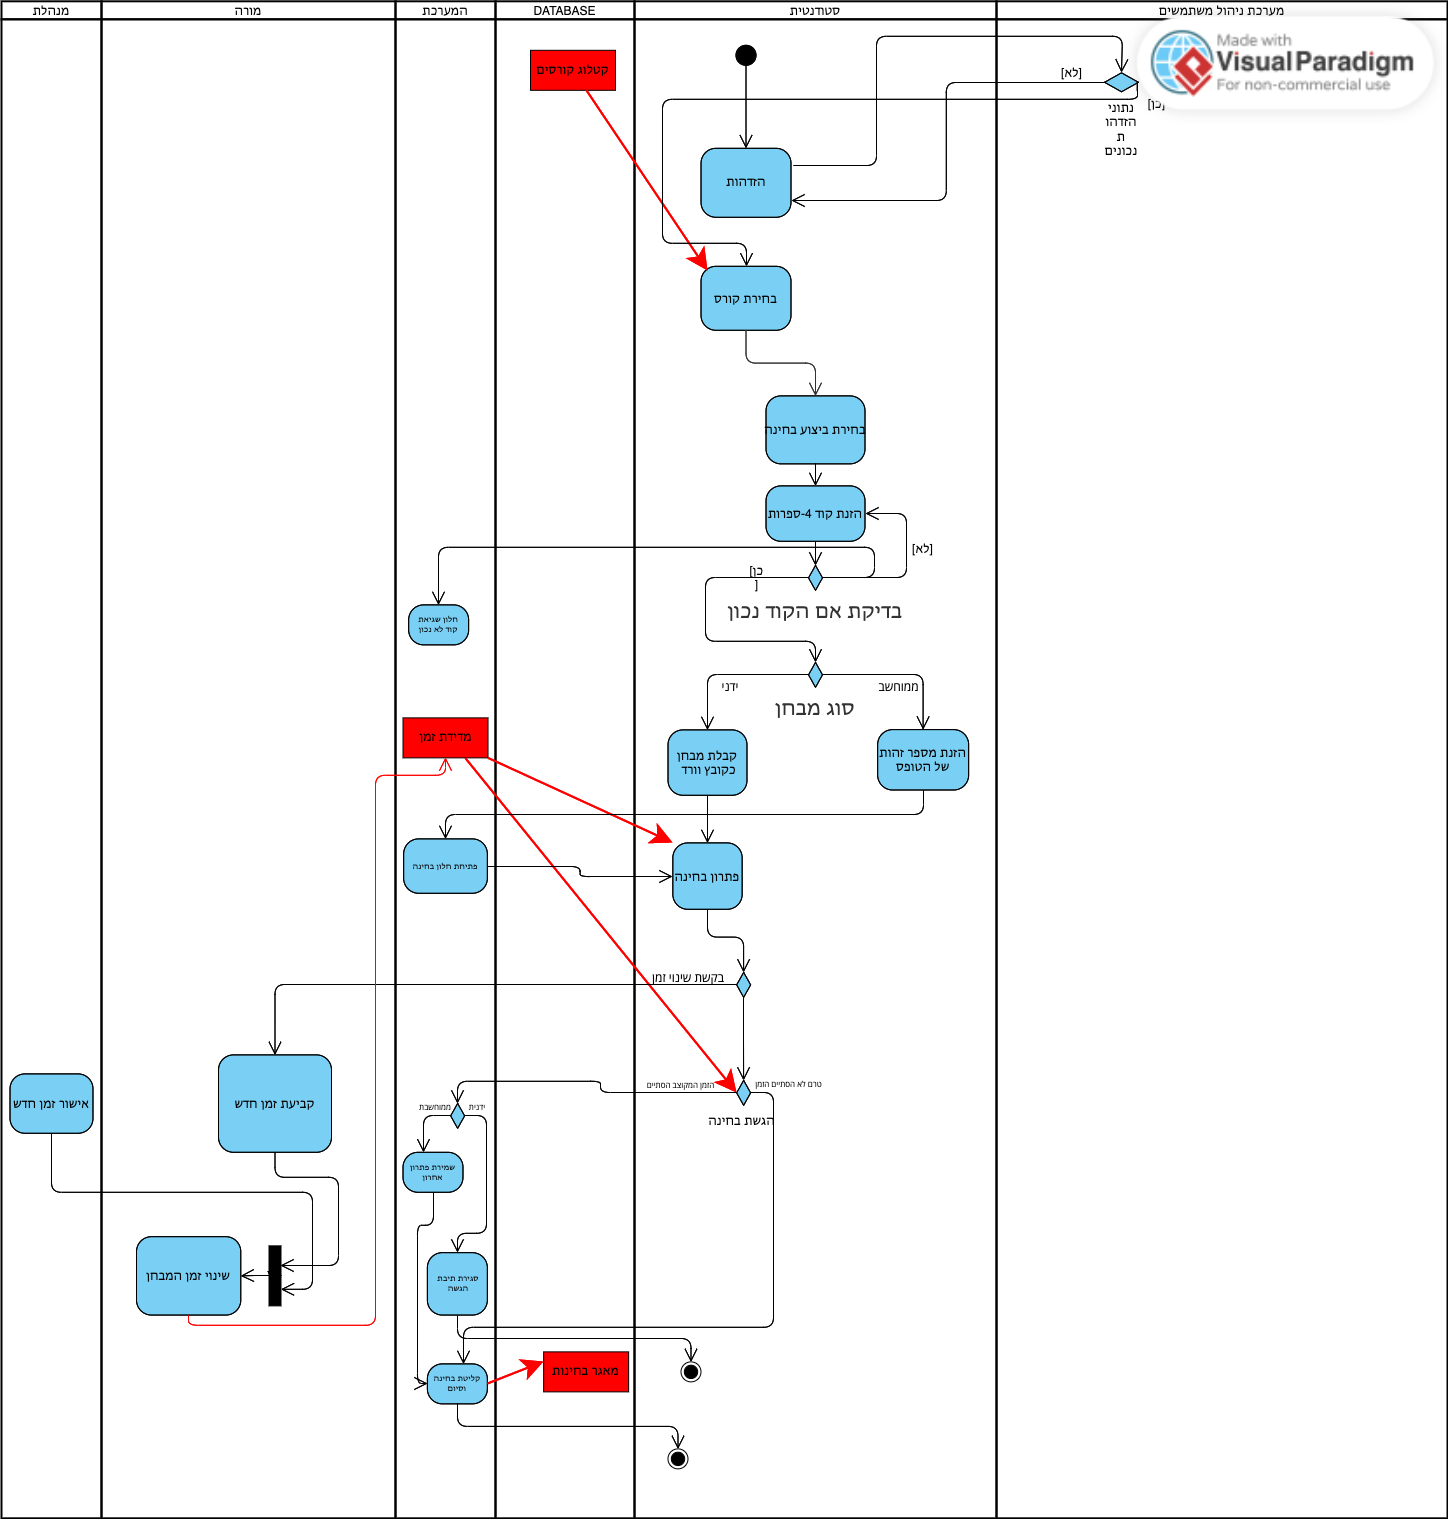 מערכת ניהול משתמשים
סטודנטית
DATABASE
המערכת
מורה
מנהלת
Made with
Visual Paradigm
For non-commercial use
קטלוג קורסים
[לא]
[כן]
נתוני
הזדהו
ת
נכונים
הזדהות
בחירת קורס
בחירת ביצוע בחינה
הזנת קוד 4-ספרות
[לא]
[כן
]
בדיקת אם הקוד נכון
חלון שגיאת
קוד לא נכון
ממוחשב
ידני
סוג מבחן
מדידת זמן
הזנת מספר זהות
של הטופס
קבלת מבחן
כקובץ וורד
פתיחת חלון בחינה
פתרון בחינה
בקשת שינוי זמן
טרם לא הסתיים הזמן
הזמן המקוצב הסתיים
הגשת בחינה
ידנית
ממוחשבת
קביעת זמן חדש
אישור זמן חדש
שמירת פתרון
אחרון
שינוי זמן המבחן
סגירת תיבת
הגשה
מאגר בחינות
קליטת בחינה
וסיום